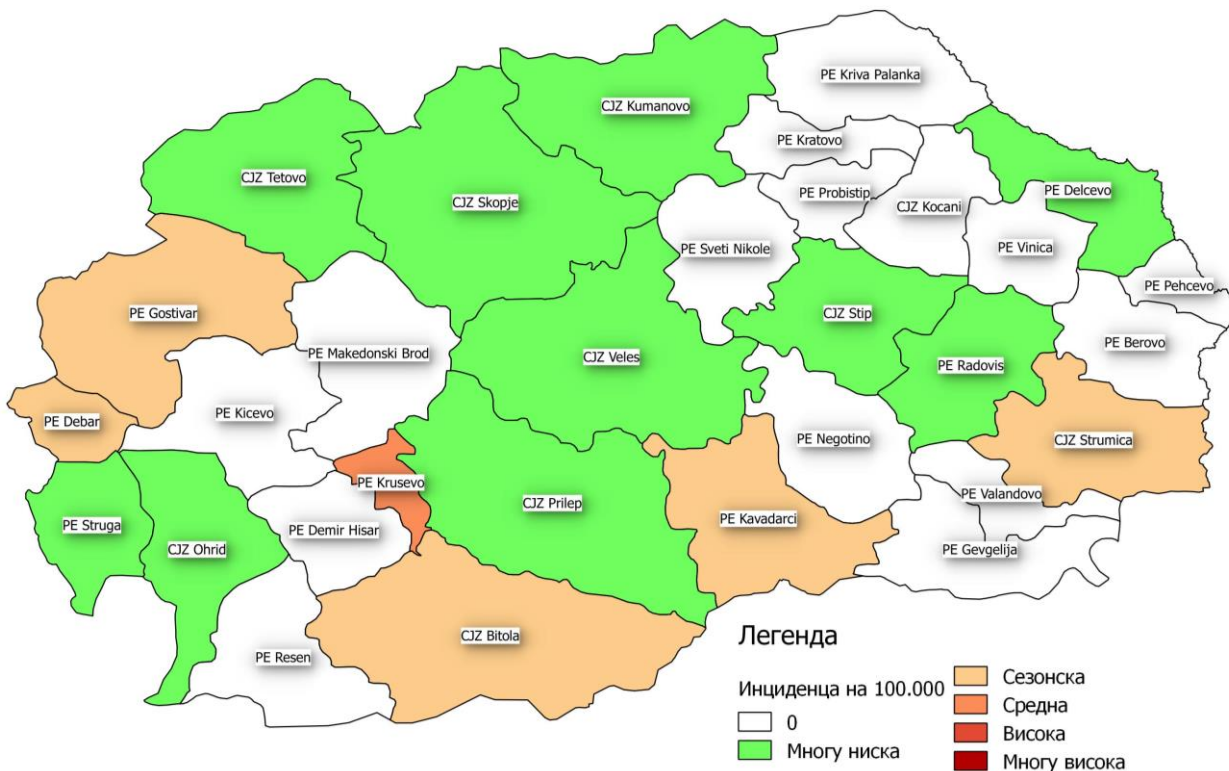 PE Kriva Palanka
CJZ Kumanovo
PE Kratovo
CJZ Tetovo
PE Delcevo
PE Probistip
CJZ Skopje
CJZ Kocani
PE Sveti Nikole
PE Vinica
PE Pehcevo
PE Gostivar
CJZ Stip
PE Berovo
PE Makedonski Brod
CJZ Veles
PE Radovis
PE Kicevo
PE Debar
PE Negotino
CJZ Strumica
PE Krusevo
PE Valandovo
CJZ Prilep
PE Kavadarci
PE Struga
PE Demir Hisar
CJZ Ohrid
PE Gevgelija
CJZ Bitola
PE Resen
Легенда
Инциденца на 100.000
0
Многу ниска
Сезонска
Средна
Висока
Многу висока